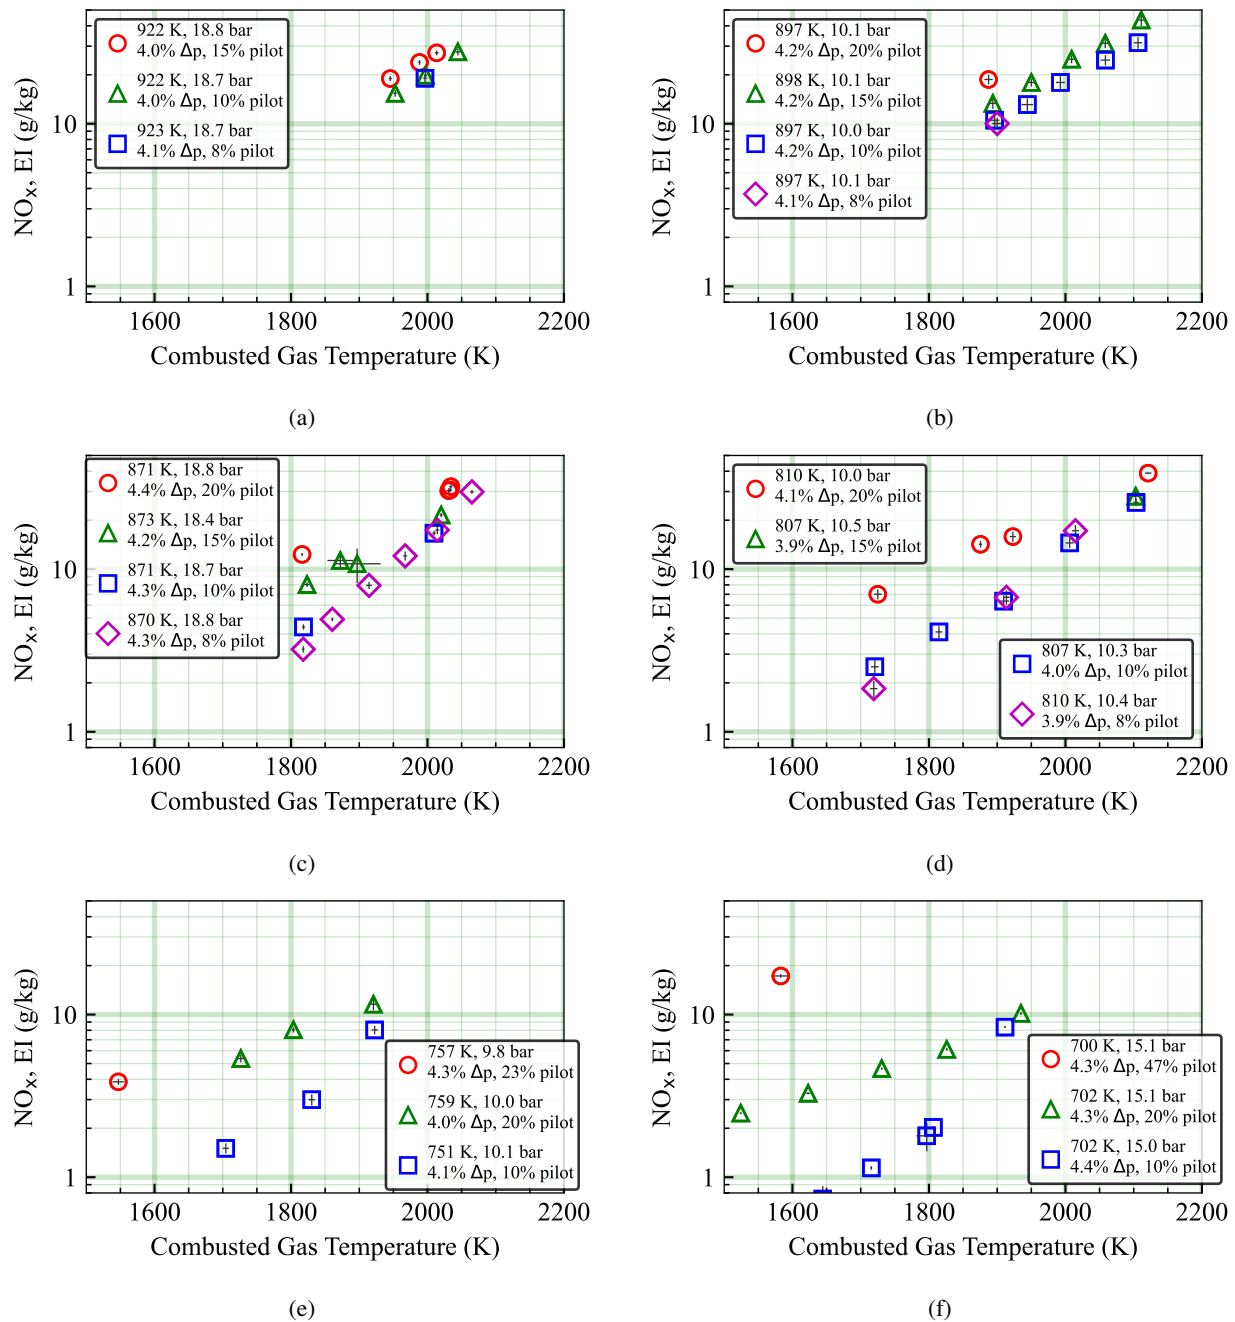 922 K, 18.8 bar
4.0% Δp, 15% pilot
922 K, 18.7 bar
4.0% Δp, 10% pilot
923 K, 18.7 bar
4.1% Δp, 8% pilot
NOx, EI (g/kg)
10
1
1600 1800 2000 2200
Combusted Gas Temperature (K)
(a)
897 K, 10.1 bar
4.2% Δp, 20% pilot
898 K, 10.1 bar
4.2% Δp, 15% pilot
897 K, 10.0 bar
4.2% Δp, 10% pilot
897 K, 10.1 bar
4.1% Δp, 8% pilot
NOx, EI (g/kg)
10
1
1600 1800 2000 2200
Combusted Gas Temperature (K)
(b)
871 K, 18.8 bar
4.4% Δp, 20% pilot
873 K, 18.4 bar
4.2% Δp, 15% pilot
871 K, 18.7 bar
4.3% Δp, 10% pilot
870 K, 18.8 bar
4.3% Δp, 8% pilot
NOx, EI (g/kg)
10
1
1600 1800 2000 2200
Combusted Gas Temperature (K)
(c)
810 K, 10.0 bar
4.1% Δp, 20% pilot
807 K, 10.5 bar
3.9% Δp, 15% pilot
807 K, 10.3 bar
4.0% Δp, 10% pilot
810 K, 10.4 bar
3.9% Δp, 8% pilot
NOx, EI (g/kg)
10
1
1600 1800 2000 2200
Combusted Gas Temperature (K)
(d)
757 K, 9.8 bar
4.3% Δp, 23% pilot
759 K, 10.0 bar
4.0% Δp, 20% pilot
751 K, 10.1 bar
4.1% Δp, 10% pilot
NOx, EI (g/kg)
10
1
1600 1800 2000 2200
Combusted Gas Temperature (K)
(e)
700 K, 15.1 bar
4.3% Δp, 47% pilot
702 K, 15.1 bar
4.3% Δp, 20% pilot
702 K, 15.0 bar
4.4% Δp, 10% pilot
NOx, EI (g/kg)
10
1
1600 1800 2000 2200
Combusted Gas Temperature (K)
(f)